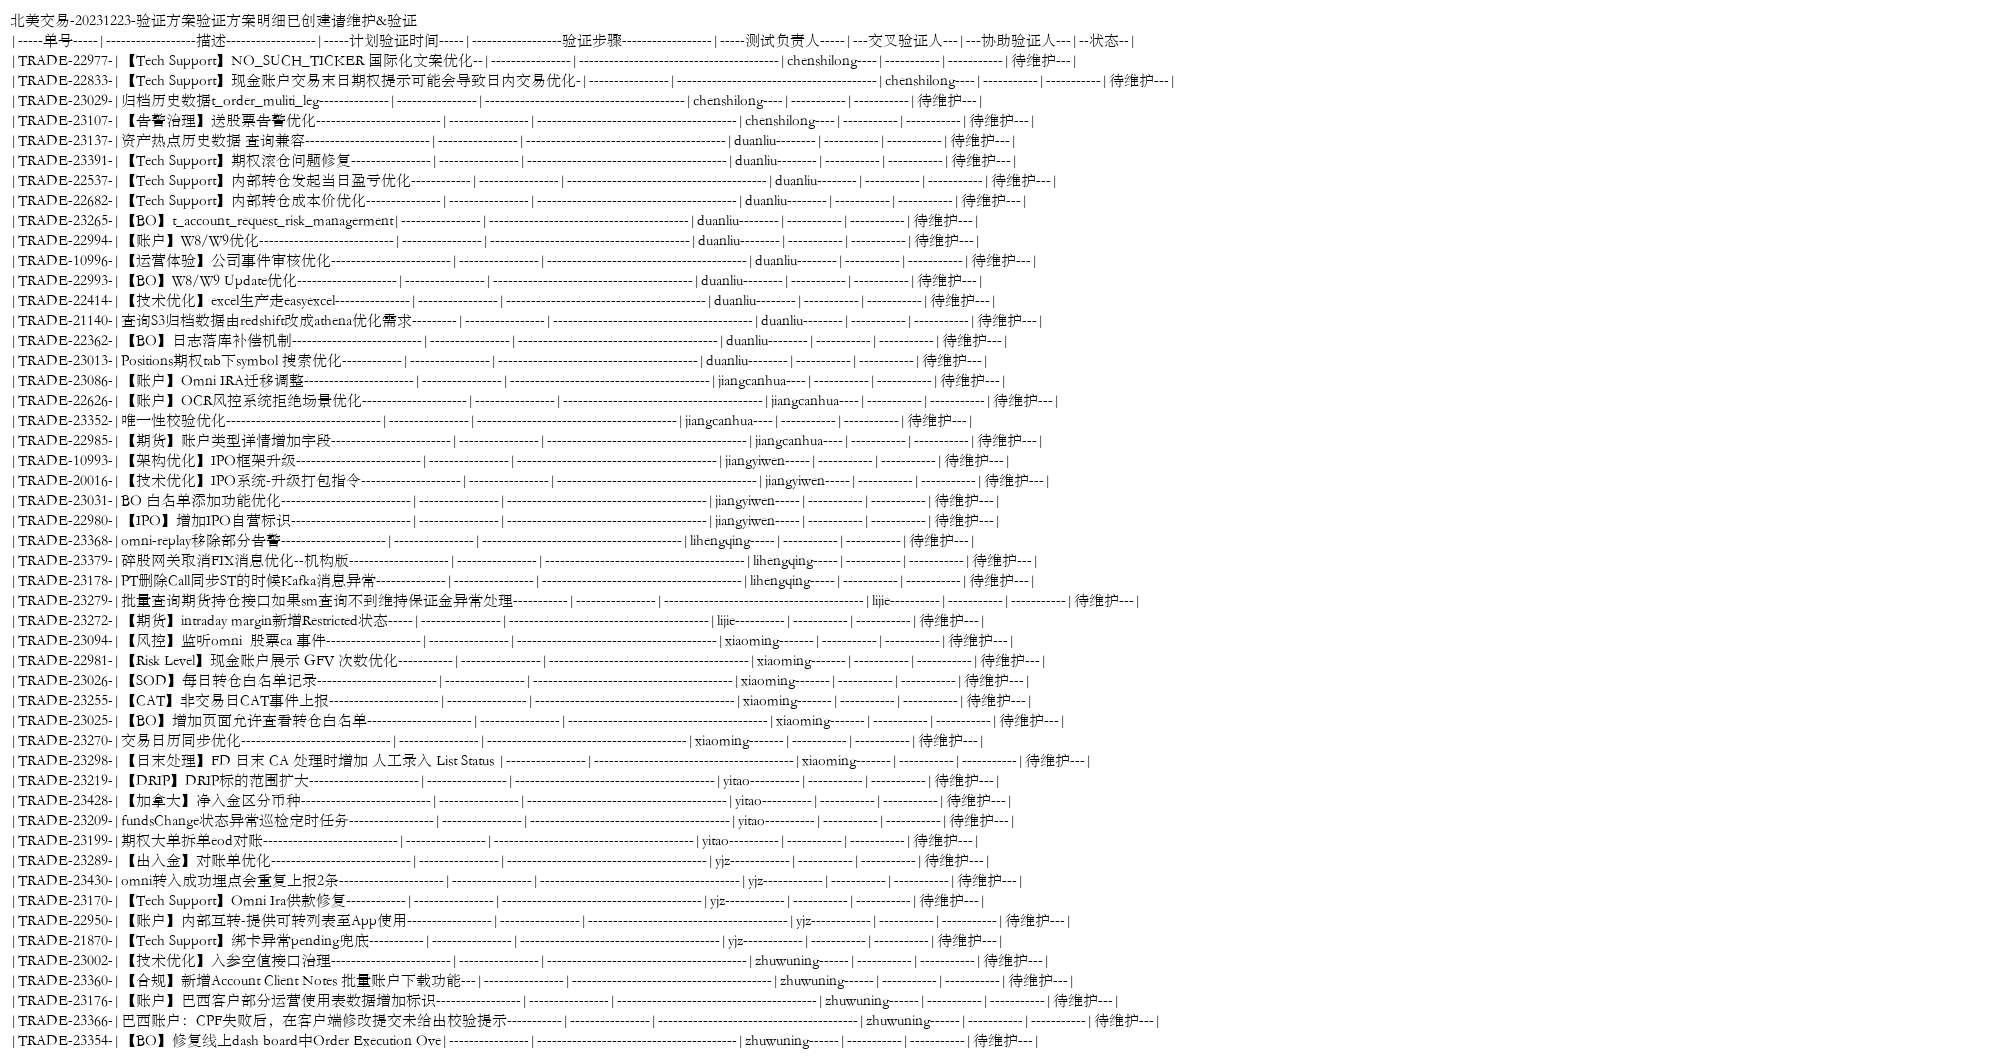 北美交易-20231223-验证方案验证方案明细已创建请维护&验证
|-----单号-----|------------------描述------------------|-----计划验证时间-----|------------------验证步骤------------------|-----测试负责人-----|---交叉验证人---|---协助验证人---|--状态--|
|TRADE-22977-|【Tech Support】NO_SUCH_TICKER 国际化文案优化--|----------------|----------------------------------------|chenshilong----|-----------|-----------|待维护---|
|TRADE-22833-|【Tech Support】现金账户交易末日期权提示可能会导致日内交易优化-|----------------|----------------------------------------|chenshilong----|-----------|-----------|待维护---|
|TRADE-23029-|归档历史数据t_order_muliti_leg--------------|----------------|----------------------------------------|chenshilong----|-----------|-----------|待维护---|
|TRADE-23107-|【告警治理】送股票告警优化-------------------------|----------------|----------------------------------------|chenshilong----|-----------|-----------|待维护---|
|TRADE-23137-|资产热点历史数据 查询兼容-------------------------|----------------|----------------------------------------|duanliu--------|-----------|-----------|待维护---|
|TRADE-23391-|【Tech Support】期权滚仓问题修复----------------|----------------|----------------------------------------|duanliu--------|-----------|-----------|待维护---|
|TRADE-22537-|【Tech Support】内部转仓发起当日盈亏优化------------|----------------|----------------------------------------|duanliu--------|-----------|-----------|待维护---|
|TRADE-22682-|【Tech Support】内部转仓成本价优化---------------|----------------|----------------------------------------|duanliu--------|-----------|-----------|待维护---|
|TRADE-23265-|【BO】t_account_request_risk_managerment|----------------|----------------------------------------|duanliu--------|-----------|-----------|待维护---|
|TRADE-22994-|【账户】W8/W9优化---------------------------|----------------|----------------------------------------|duanliu--------|-----------|-----------|待维护---|
|TRADE-10996-|【运营体验】公司事件审核优化------------------------|----------------|----------------------------------------|duanliu--------|-----------|-----------|待维护---|
|TRADE-22993-|【BO】W8/W9 Update优化--------------------|----------------|----------------------------------------|duanliu--------|-----------|-----------|待维护---|
|TRADE-22414-|【技术优化】excel生产走easyexcel---------------|----------------|----------------------------------------|duanliu--------|-----------|-----------|待维护---|
|TRADE-21140-|查询S3归档数据由redshift改成athena优化需求---------|----------------|----------------------------------------|duanliu--------|-----------|-----------|待维护---|
|TRADE-22362-|【BO】日志落库补偿机制--------------------------|----------------|----------------------------------------|duanliu--------|-----------|-----------|待维护---|
|TRADE-23013-|Positions期权tab下symbol 搜索优化------------|----------------|----------------------------------------|duanliu--------|-----------|-----------|待维护---|
|TRADE-23086-|【账户】Omni IRA迁移调整----------------------|----------------|----------------------------------------|jiangcanhua----|-----------|-----------|待维护---|
|TRADE-22626-|【账户】OCR风控系统拒绝场景优化---------------------|----------------|----------------------------------------|jiangcanhua----|-----------|-----------|待维护---|
|TRADE-23352-|唯一性校验优化-------------------------------|----------------|----------------------------------------|jiangcanhua----|-----------|-----------|待维护---|
|TRADE-22985-|【期货】账户类型详情增加字段------------------------|----------------|----------------------------------------|jiangcanhua----|-----------|-----------|待维护---|
|TRADE-10993-|【架构优化】IPO框架升级-------------------------|----------------|----------------------------------------|jiangyiwen-----|-----------|-----------|待维护---|
|TRADE-20016-|【技术优化】IPO系统-升级打包指令--------------------|----------------|----------------------------------------|jiangyiwen-----|-----------|-----------|待维护---|
|TRADE-23031-|BO 白名单添加功能优化---------------------------|----------------|----------------------------------------|jiangyiwen-----|-----------|-----------|待维护---|
|TRADE-22980-|【IPO】增加IPO自营标识------------------------|----------------|----------------------------------------|jiangyiwen-----|-----------|-----------|待维护---|
|TRADE-23368-|omni-replay移除部分告警---------------------|----------------|----------------------------------------|lihengqing-----|-----------|-----------|待维护---|
|TRADE-23379-|碎股网关取消FIX消息优化--机构版---------------------|----------------|----------------------------------------|lihengqing-----|-----------|-----------|待维护---|
|TRADE-23178-|PT删除Call同步ST的时候Kafka消息异常--------------|----------------|----------------------------------------|lihengqing-----|-----------|-----------|待维护---|
|TRADE-23279-|批量查询期货持仓接口如果sm查询不到维持保证金异常处理-----------|----------------|----------------------------------------|lijie----------|-----------|-----------|待维护---|
|TRADE-23272-|【期货】intraday margin新增Restricted状态-----|----------------|----------------------------------------|lijie----------|-----------|-----------|待维护---|
|TRADE-23094-|【风控】监听omni  股票ca 事件--------------------|----------------|----------------------------------------|xiaoming-------|-----------|-----------|待维护---|
|TRADE-22981-|【Risk Level】现金账户展示 GFV 次数优化-----------|----------------|----------------------------------------|xiaoming-------|-----------|-----------|待维护---|
|TRADE-23026-|【SOD】每日转仓白名单记录------------------------|----------------|----------------------------------------|xiaoming-------|-----------|-----------|待维护---|
|TRADE-23255-|【CAT】非交易日CAT事件上报----------------------|----------------|----------------------------------------|xiaoming-------|-----------|-----------|待维护---|
|TRADE-23025-|【BO】增加页面允许查看转仓白名单---------------------|----------------|----------------------------------------|xiaoming-------|-----------|-----------|待维护---|
|TRADE-23270-|交易日历同步优化------------------------------|----------------|----------------------------------------|xiaoming-------|-----------|-----------|待维护---|
|TRADE-23298-|【日末处理】FD 日末 CA 处理时增加 人工录入 List Status |----------------|----------------------------------------|xiaoming-------|-----------|-----------|待维护---|
|TRADE-23219-|【DRIP】DRIP标的范围扩大-----------------------|----------------|----------------------------------------|yitao----------|-----------|-----------|待维护---|
|TRADE-23428-|【加拿大】净入金区分币种--------------------------|----------------|----------------------------------------|yitao----------|-----------|-----------|待维护---|
|TRADE-23209-|fundsChange状态异常巡检定时任务-----------------|----------------|----------------------------------------|yitao----------|-----------|-----------|待维护---|
|TRADE-23199-|期权大单拆单eod对账---------------------------|----------------|----------------------------------------|yitao----------|-----------|-----------|待维护---|
|TRADE-23289-|【出入金】对账单优化----------------------------|----------------|----------------------------------------|yjz------------|-----------|-----------|待维护---|
|TRADE-23430-|omni转入成功埋点会重复上报2条---------------------|----------------|----------------------------------------|yjz------------|-----------|-----------|待维护---|
|TRADE-23170-|【Tech Support】Omni Ira供款修复------------|----------------|----------------------------------------|yjz------------|-----------|-----------|待维护---|
|TRADE-22950-|【账户】内部互转-提供可转列表至App使用-----------------|----------------|----------------------------------------|yjz------------|-----------|-----------|待维护---|
|TRADE-21870-|【Tech Support】绑卡异常pending兜底-----------|----------------|----------------------------------------|yjz------------|-----------|-----------|待维护---|
|TRADE-23002-|【技术优化】入参空值接口治理------------------------|----------------|----------------------------------------|zhuwuning------|-----------|-----------|待维护---|
|TRADE-23360-|【合规】新增Account Client Notes 批量账户下载功能---|----------------|----------------------------------------|zhuwuning------|-----------|-----------|待维护---|
|TRADE-23176-|【账户】巴西客户部分运营使用表数据增加标识-----------------|----------------|----------------------------------------|zhuwuning------|-----------|-----------|待维护---|
|TRADE-23366-|巴西账户：CPF失败后，在客户端修改提交未给出校验提示-----------|----------------|----------------------------------------|zhuwuning------|-----------|-----------|待维护---|
|TRADE-23354-|【BO】修复线上dash board中Order Execution Ove|----------------|----------------------------------------|zhuwuning------|-----------|-----------|待维护---|